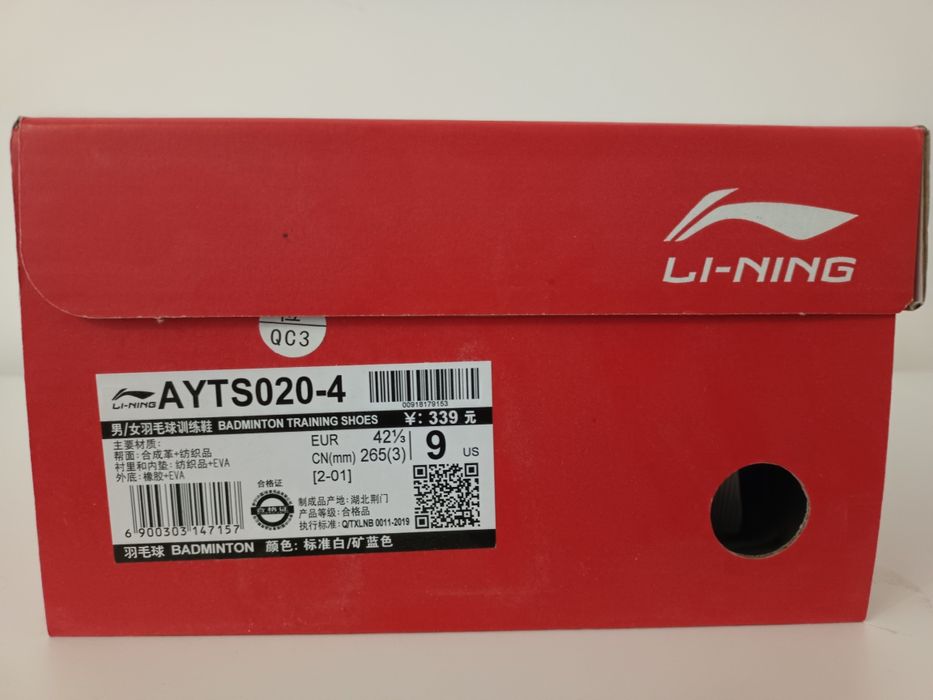 LI-NING
QC3
LI-NING AYTS020-4
00918179153
男/女羽毛球训练鞋 BADMINTON TRAINING SHOES ¥: 339 元
主要材质:
帮面: 合成革+纺织品
衬里和内垫: 纺织品+EVA
外底: 橡胶+EVA
EUR 42⅓
CN(mm) 265(3)
[2-01]
9 US
合格证
合格证
制成品产地: 湖北荆门
产品等级: 合格品
执行标准: Q/TXLNB 0011-2019
6 900303 147157
羽毛球 BADMINTON 颜色: 标准白/矿蓝色